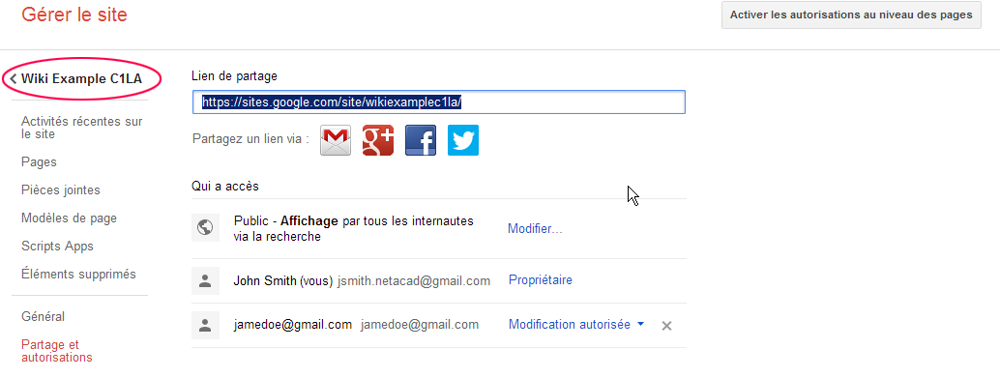 Gérer le site
Activer les autorisations au niveau des pages
Wiki Example C1LA
Activités récentes sur
le site
Pages
Pièces jointes
Modèles de page
Scripts Apps
Éléments supprimés
Général
Partage et
autorisations
Lien de partage
https://sites.google.com/site/wikiexamplec1la/
Partagez un lien via :
Qui a accès
Public - Affichage par tous les internautes
via la recherche
Modifier...
John Smith (vous) jsmith.netacad@gmail.com Propriétaire
jamedoe@gmail.com jamedoe@gmail.com Modification autorisée